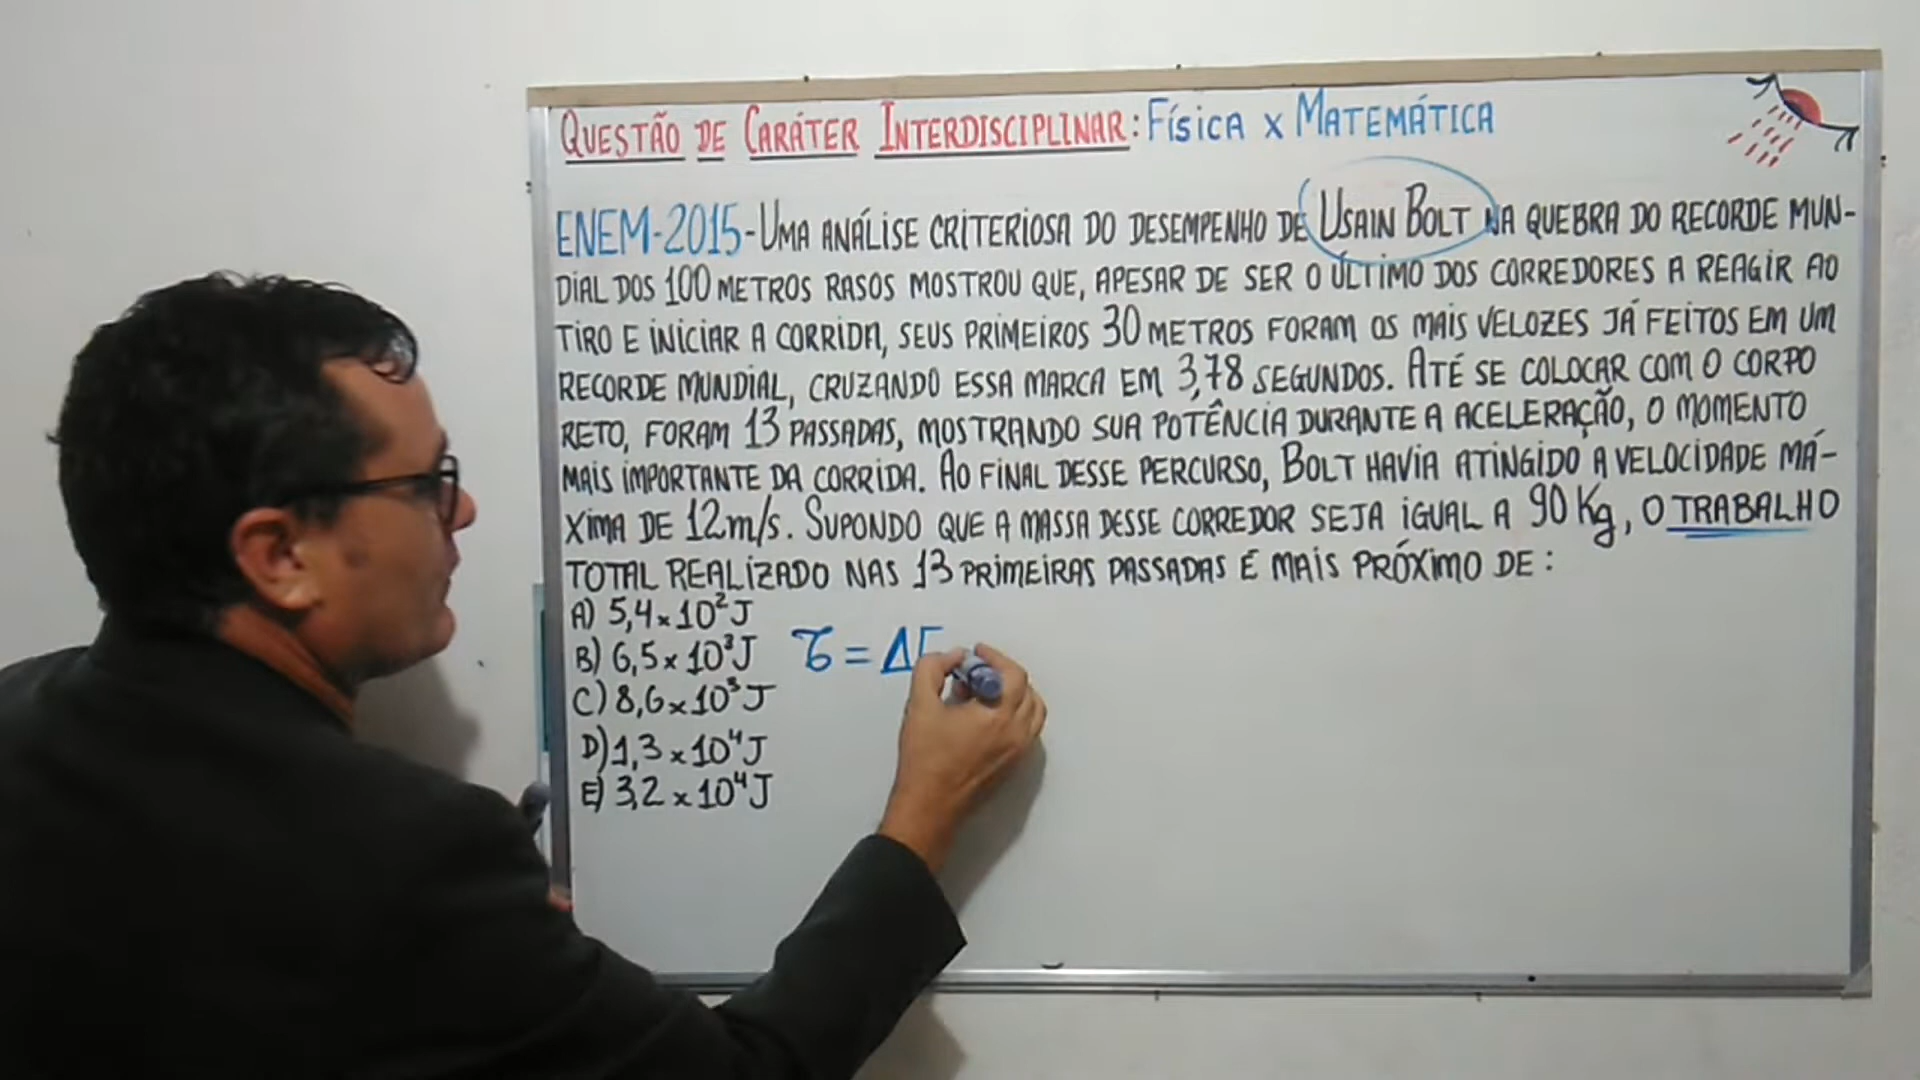 QUESTÃO DE CARÁTER INTERDISCIPLINAR: FÍSICA X MATEMÁTICA
ENEM-2015-UMA ANÁLISE CRITERIOSA DO DESEMPENHO DE USAIN BOLT NA QUEBRA DO RECORDE MUN-
DIAL DOS 100 METROS RASOS MOSTROU QUE, APESAR DE SER O ÚLTIMO DOS CORREDORES A REAGIR AO
TIRO E INICIAR A CORRIDA, SEUS PRIMEIROS 30 METROS FORAM OS MAIS VELOZES JÁ FEITOS EM UM
RECORDE MUNDIAL, CRUZANDO ESSA MARCA EM 3,78 SEGUNDOS. ATÉ SE COLOCAR COM O CORPO
RETO, FORAM 13 PASSADAS, MOSTRANDO SUA POTÊNCIA DURANTE A ACELERAÇÃO, O MOMENTO
MAIS IMPORTANTE DA CORRIDA. AO FINAL DESSE PERCURSO, BOLT HAVIA ATINGIDO A VELOCIDADE MÁ-
XIMA DE 12m/s. SUPONDO QUE A MASSA DESSE CORREDOR SEJA IGUAL A 90 Kg, O TRABALHO
TOTAL REALIZADO NAS 13 PRIMEIRAS PASSADAS É MAIS PRÓXIMO DE:
A) 5,4 x 10² J
B) 6,5 x 10³ J
C) 8,6 x 10³ J
D) 1,3 x 10⁴ J
E) 3,2 x 10⁴ J
τ = ΔE